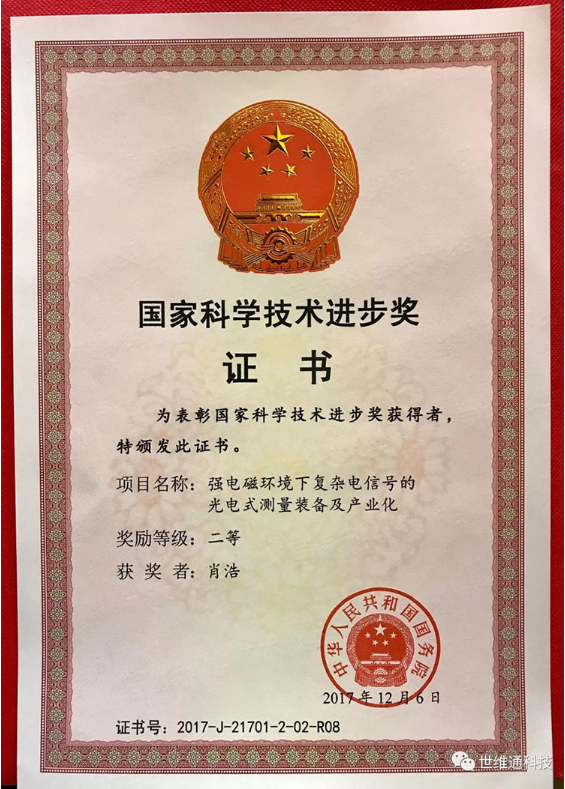 国家科学技术进步奖
证 书
为表彰国家科学技术进步奖获得者，
特颁发此证书。
项目名称：强电磁环境下复杂电信号的
光电式测量装备及产业化
奖励等级：二等
获 奖 者：肖浩
中华人民共和国国务院
2017年12月6日
证书号：2017-J-21701-2-02-R08
世维通科技